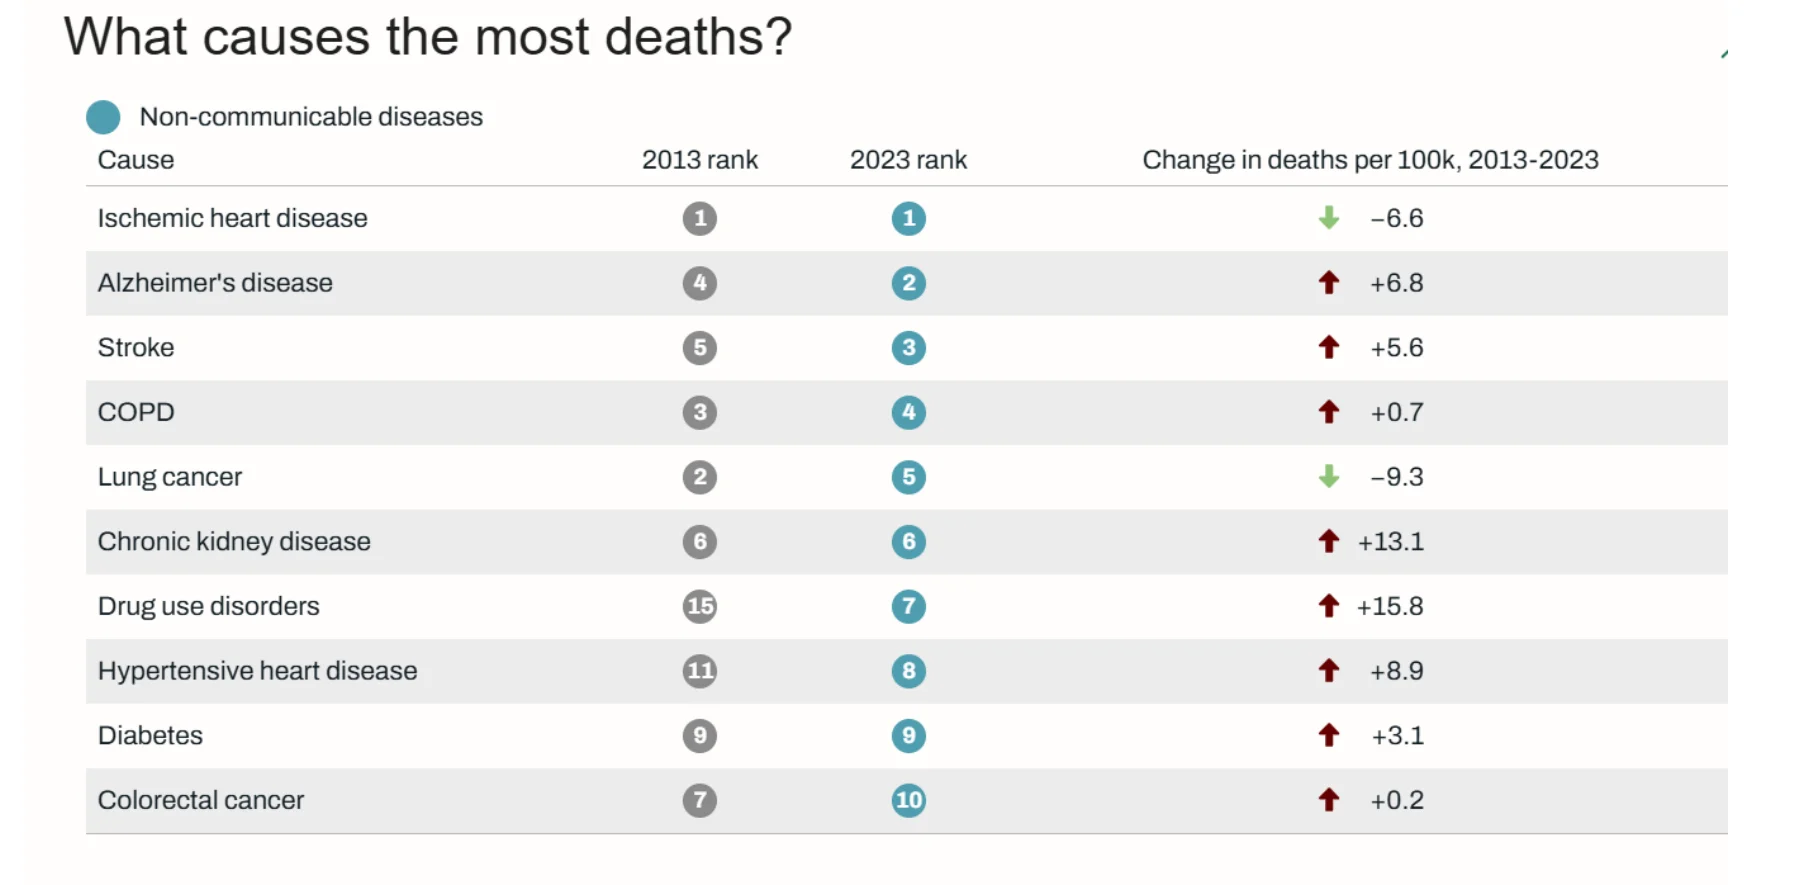 What causes the most deaths?
Non-communicable diseases
Cause 2013 rank 2023 rank Change in deaths per 100k, 2013-2023
Ischemic heart disease 1 1 −6.6
Alzheimer's disease 4 2 +6.8
Stroke 5 3 +5.6
COPD 3 4 +0.7
Lung cancer 2 5 −9.3
Chronic kidney disease 6 6 +13.1
Drug use disorders 15 7 +15.8
Hypertensive heart disease 11 8 +8.9
Diabetes 9 9 +3.1
Colorectal cancer 7 10 +0.2